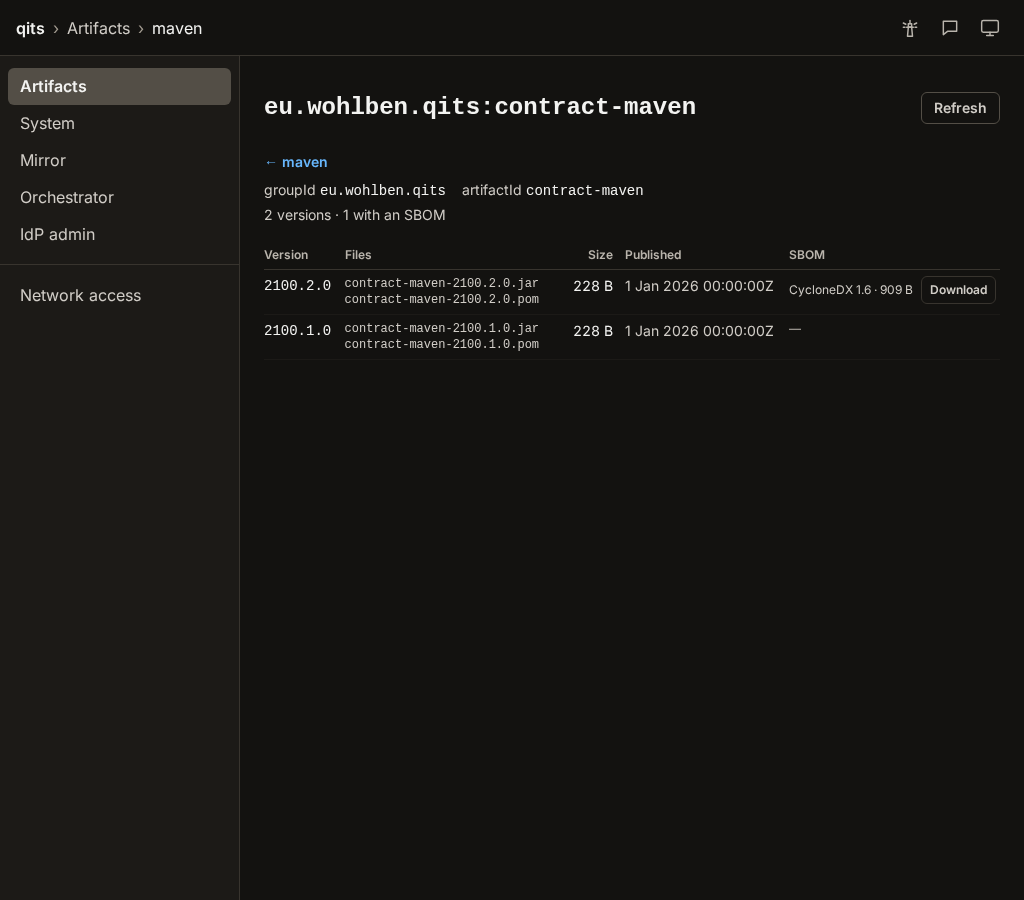 qits › Artifacts › maven
Artifacts
System
Mirror
Orchestrator
IdP admin
Network access
eu.wohlben.qits:contract-maven
Refresh
← maven
groupId eu.wohlben.qits artifactId contract-maven
2 versions · 1 with an SBOM
Version Files Size Published SBOM
2100.2.0 contract-maven-2100.2.0.jar 228 B 1 Jan 2026 00:00:00Z CycloneDX 1.6 · 909 B Download
contract-maven-2100.2.0.pom
2100.1.0 contract-maven-2100.1.0.jar 228 B 1 Jan 2026 00:00:00Z —
contract-maven-2100.1.0.pom